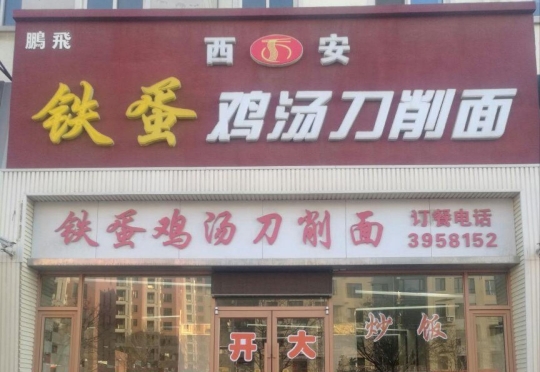 鹏飛
西安
铁蛋鸡汤刀削面
铁蛋鸡汤刀削面
订餐电话
3958152
开大
炒饭